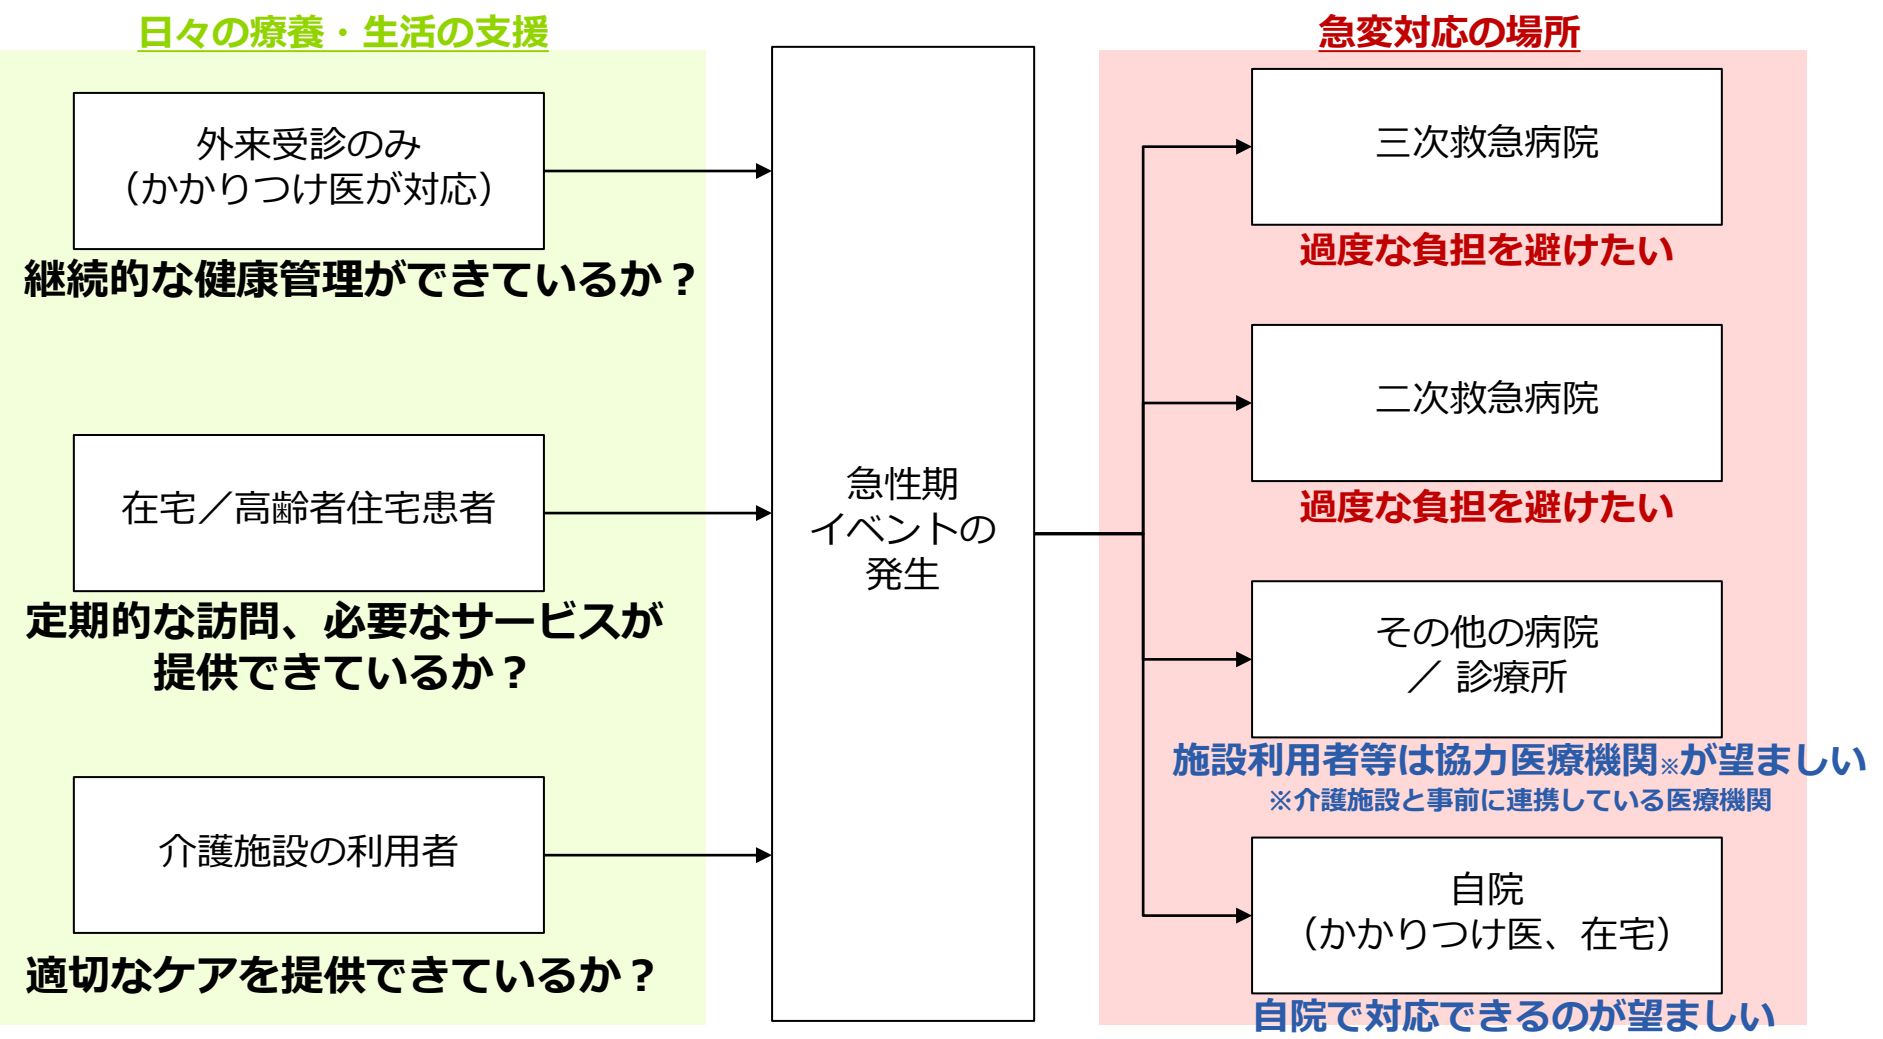 日々の療養・生活の支援
外来受診のみ
（かかりつけ医が対応）
継続的な健康管理ができているか？
在宅／高齢者住宅患者
定期的な訪問、必要なサービスが
提供できているか？
介護施設の利用者
適切なケアを提供できているか？
急性期
イベントの
発生
急変対応の場所
三次救急病院
過度な負担を避けたい
二次救急病院
過度な負担を避けたい
その他の病院
／ 診療所
施設利用者等は協力医療機関※が望ましい
※介護施設と事前に連携している医療機関
自院
（かかりつけ医、在宅）
自院で対応できるのが望ましい